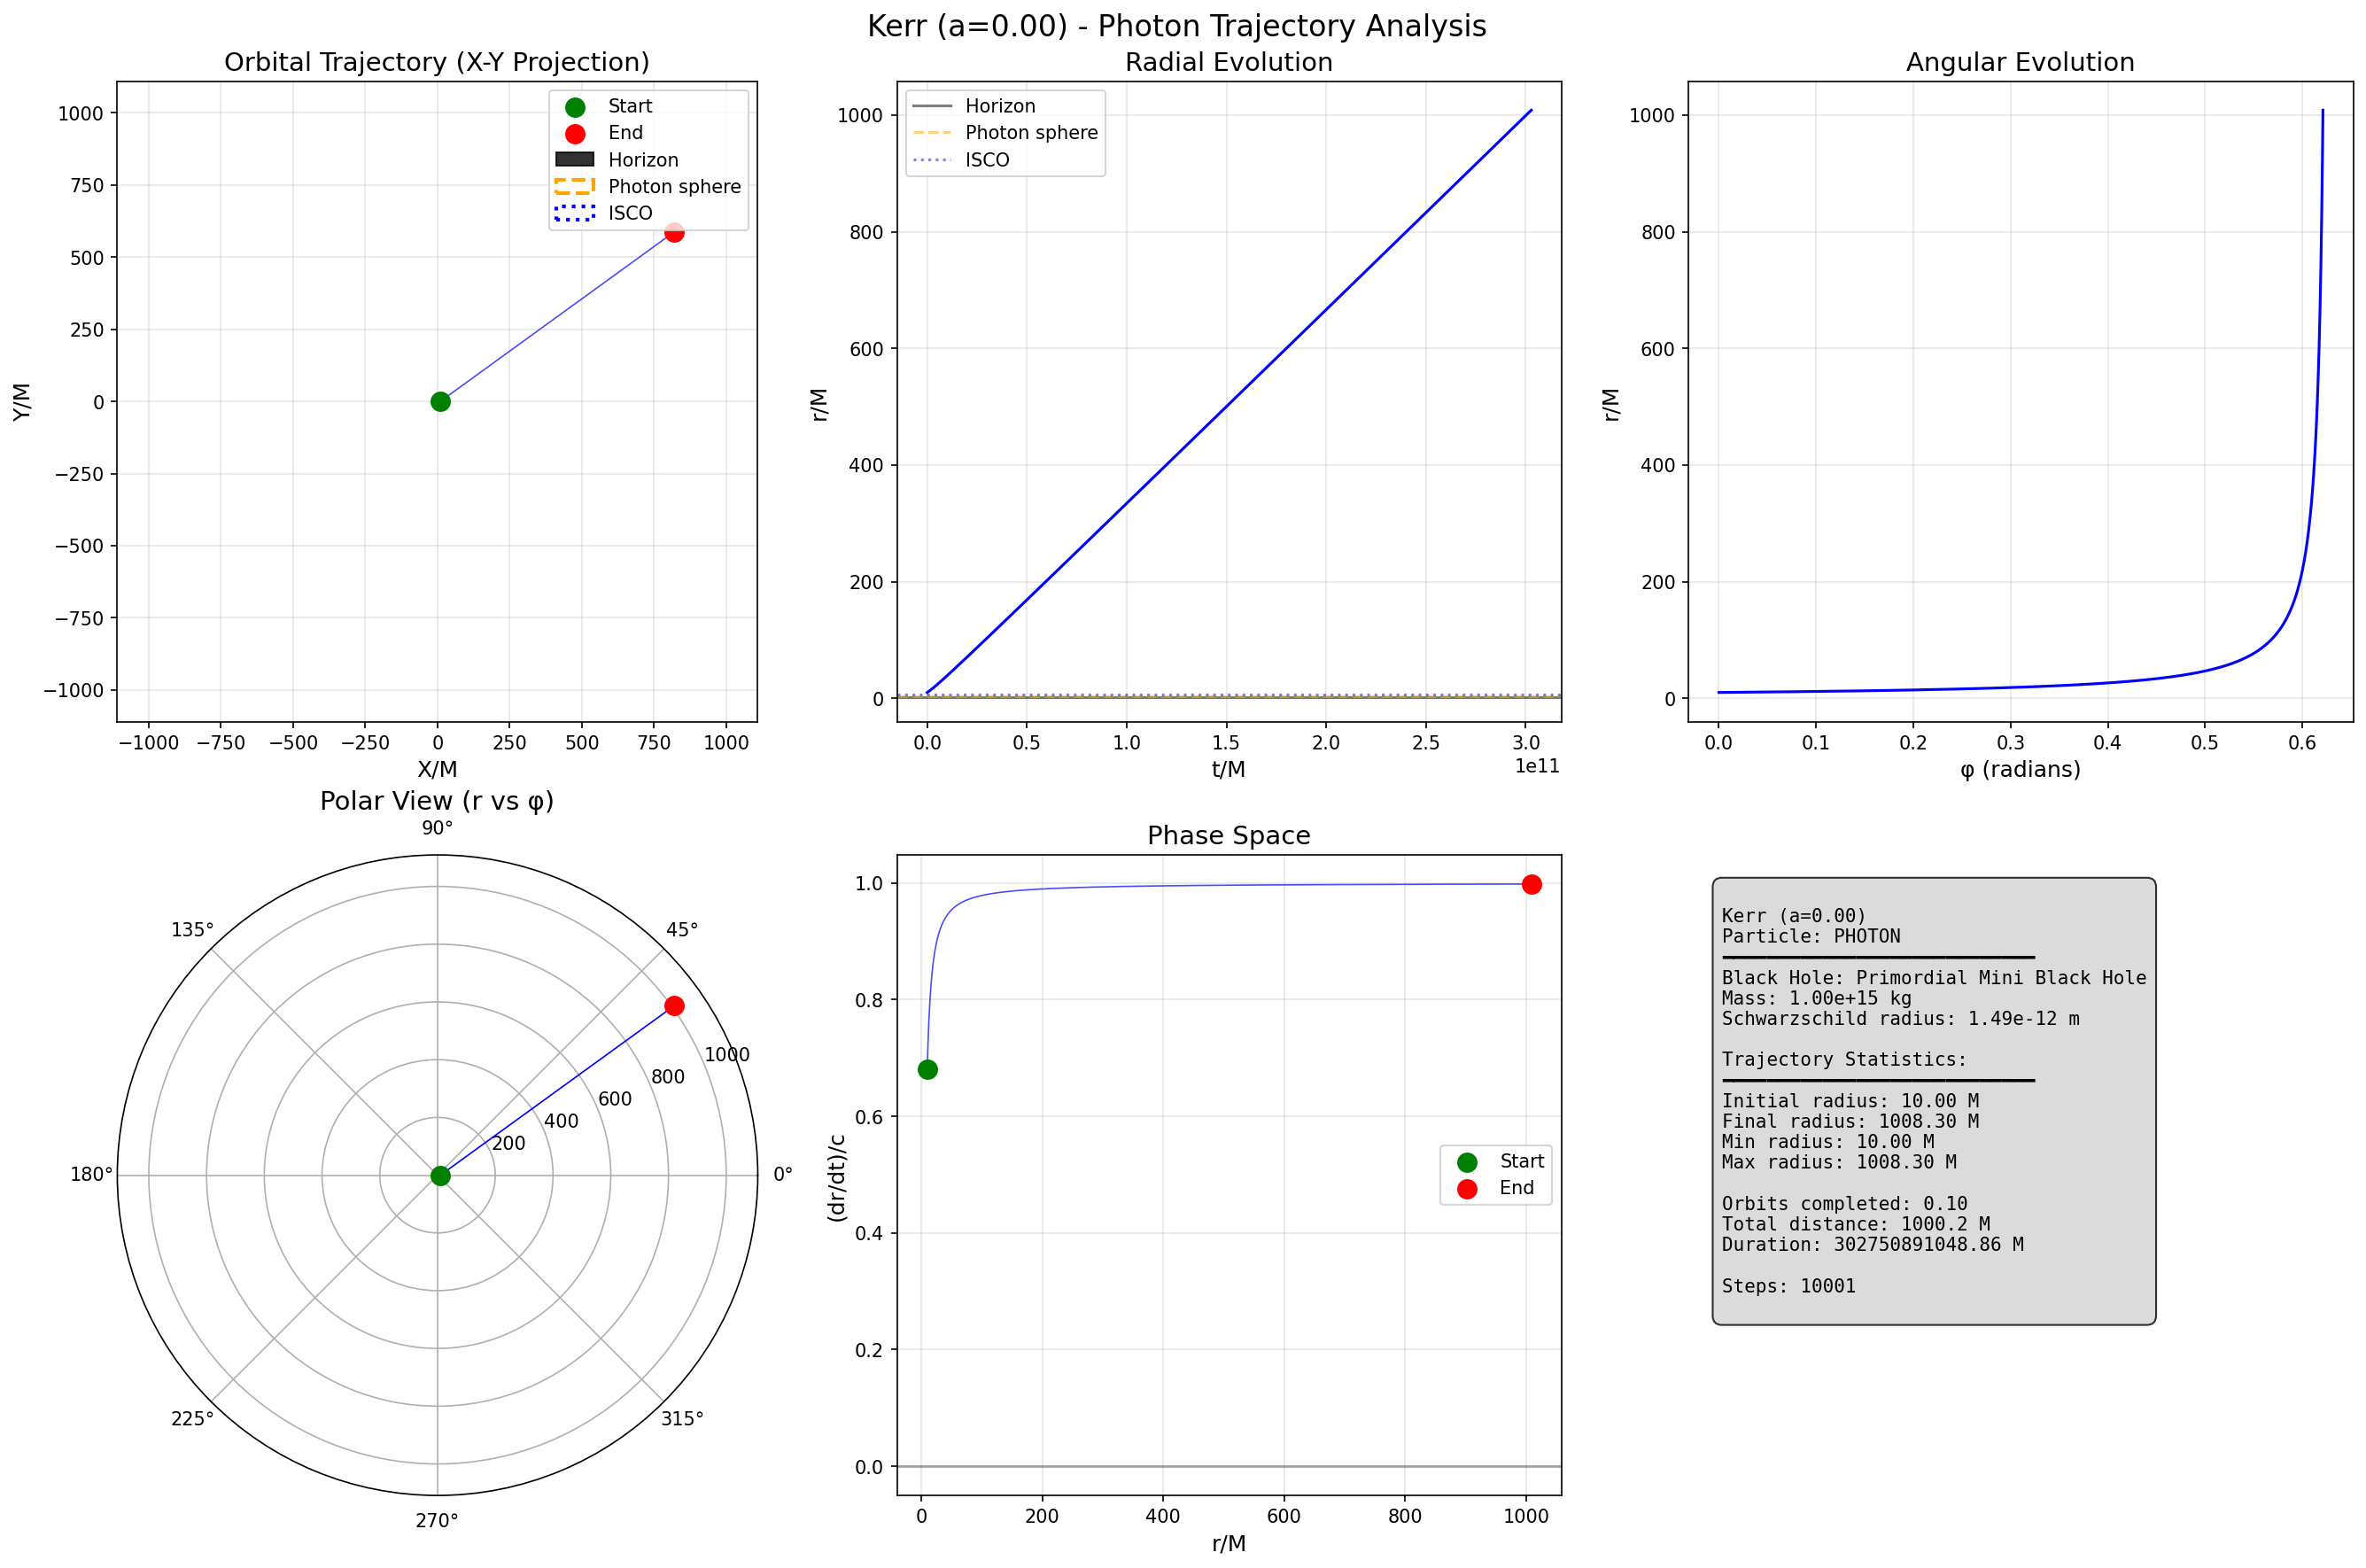 Kerr (a=0.00) - Photon Trajectory Analysis
Orbital Trajectory (X-Y Projection)
Y/M
1000
750
500
250
0
−250
−500
−750
−1000
−1000 −750 −500 −250 0 250 500 750 1000
X/M
Start
End
Horizon
Photon sphere
ISCO
Radial Evolution
r/M
1000
800
600
400
200
0
0.0 0.5 1.0 1.5 2.0 2.5 3.0
1e11
t/M
Horizon
Photon sphere
ISCO
Angular Evolution
r/M
1000
800
600
400
200
0
0.0 0.1 0.2 0.3 0.4 0.5 0.6
φ (radians)
Polar View (r vs φ)
90°
135°
45°
180°
0°
225°
315°
270°
1000
800
600
400
200
Phase Space
(dr/dt)/c
1.0
0.8
0.6
0.4
0.2
0.0
0 200 400 600 800 1000
r/M
Start
End
Kerr (a=0.00)
Particle: PHOTON
Black Hole: Primordial Mini Black Hole
Mass: 1.00e+15 kg
Schwarzschild radius: 1.49e-12 m
Trajectory Statistics:
Initial radius: 10.00 M
Final radius: 1008.30 M
Min radius: 10.00 M
Max radius: 1008.30 M
Orbits completed: 0.10
Total distance: 1000.2 M
Duration: 302750891048.86 M
Steps: 10001